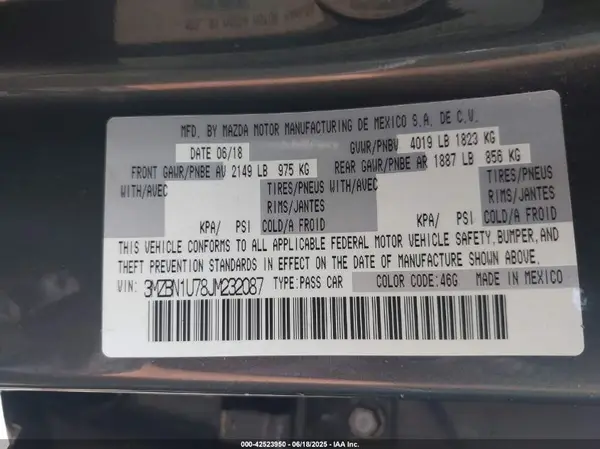 MFD. BY MAZDA MOTOR MANUFACTURING DE MEXICO S.A. DE C.V.
DATE 06/18 GVWR/PNBV 4019 LB 1823 KG
FRONT GAWR/PNBE AV 2149 LB 975 KG REAR GAWR/PNBE AR 1887 LB 856 KG
WITH/AVEC TIRES/PNEUS WITH/AVEC TIRES/PNEUS
RIMS/JANTES RIMS/JANTES
KPA/ PSI COLD/A FROID KPA/ PSI COLD/A FROID
THIS VEHICLE CONFORMS TO ALL APPLICABLE FEDERAL MOTOR VEHICLE SAFETY, BUMPER, AND
THEFT PREVENTION STANDARDS IN EFFECT ON THE DATE OF MANUFACTURE SHOWN ABOVE.
VIN: 3MZBN1U78JM232087 TYPE:PASS CAR COLOR CODE:46G MADE IN MEXICO
000-42523950 - 06/18/2025 - IAA Inc.